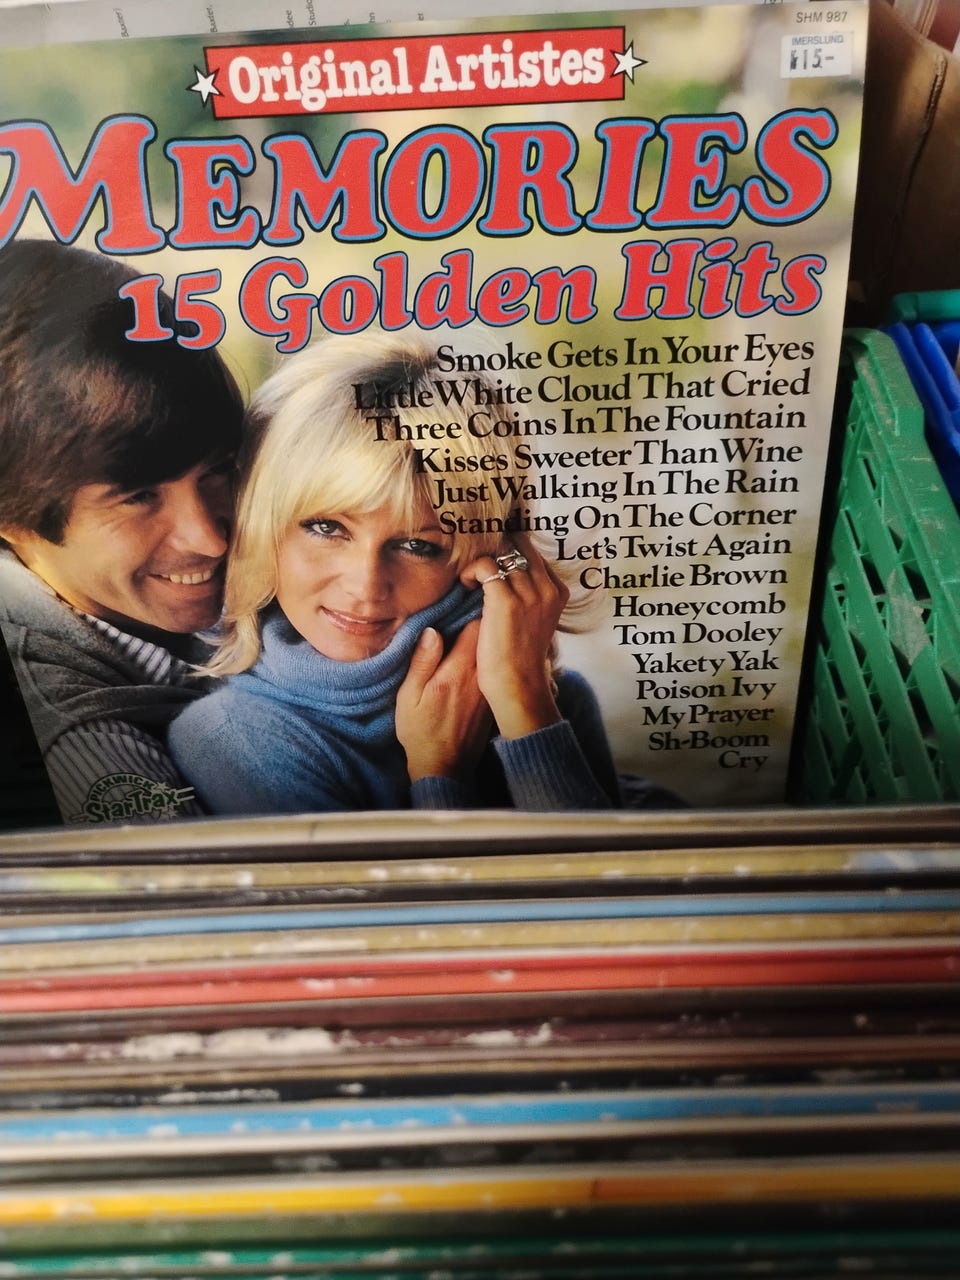 SHM 987
IMERSLUND
15-
Original Artistes
MEMORIES
15 Golden Hits
Smoke Gets In Your Eyes
Little White Cloud That Cried
Three Coins In The Fountain
Kisses Sweeter Than Wine
Just Walking In The Rain
Standing On The Corner
Let's Twist Again
Charlie Brown
Honeycomb
Tom Dooley
Yakety Yak
Poison Ivy
My Prayer
Sh-Boom
Cry
PICKWICK
StarTrax